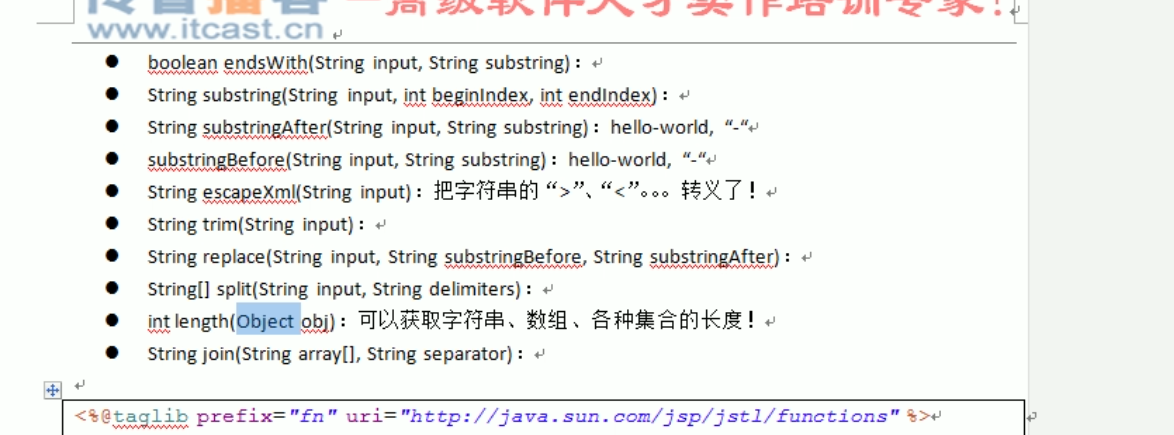 传智播客——高级软件人才实作培训专家!
www.itcast.cn
● boolean endsWith(String input, String substring)：
● String substring(String input, int beginIndex, int endIndex)：
● String substringAfter(String input, String substring)：hello-world, “-“
● substringBefore(String input, String substring)：hello-world, “-“
● String escapeXml(String input)：把字符串的“>”、“<”。。。转义了！
● String trim(String input)：
● String replace(String input, String substringBefore, String substringAfter)：
● String[] split(String input, String delimiters)：
● int length(Object obj)：可以获取字符串、数组、各种集合的长度！
● String join(String array[], String separator)：
<%@taglib prefix="fn" uri="http://java.sun.com/jsp/jstl/functions" %>